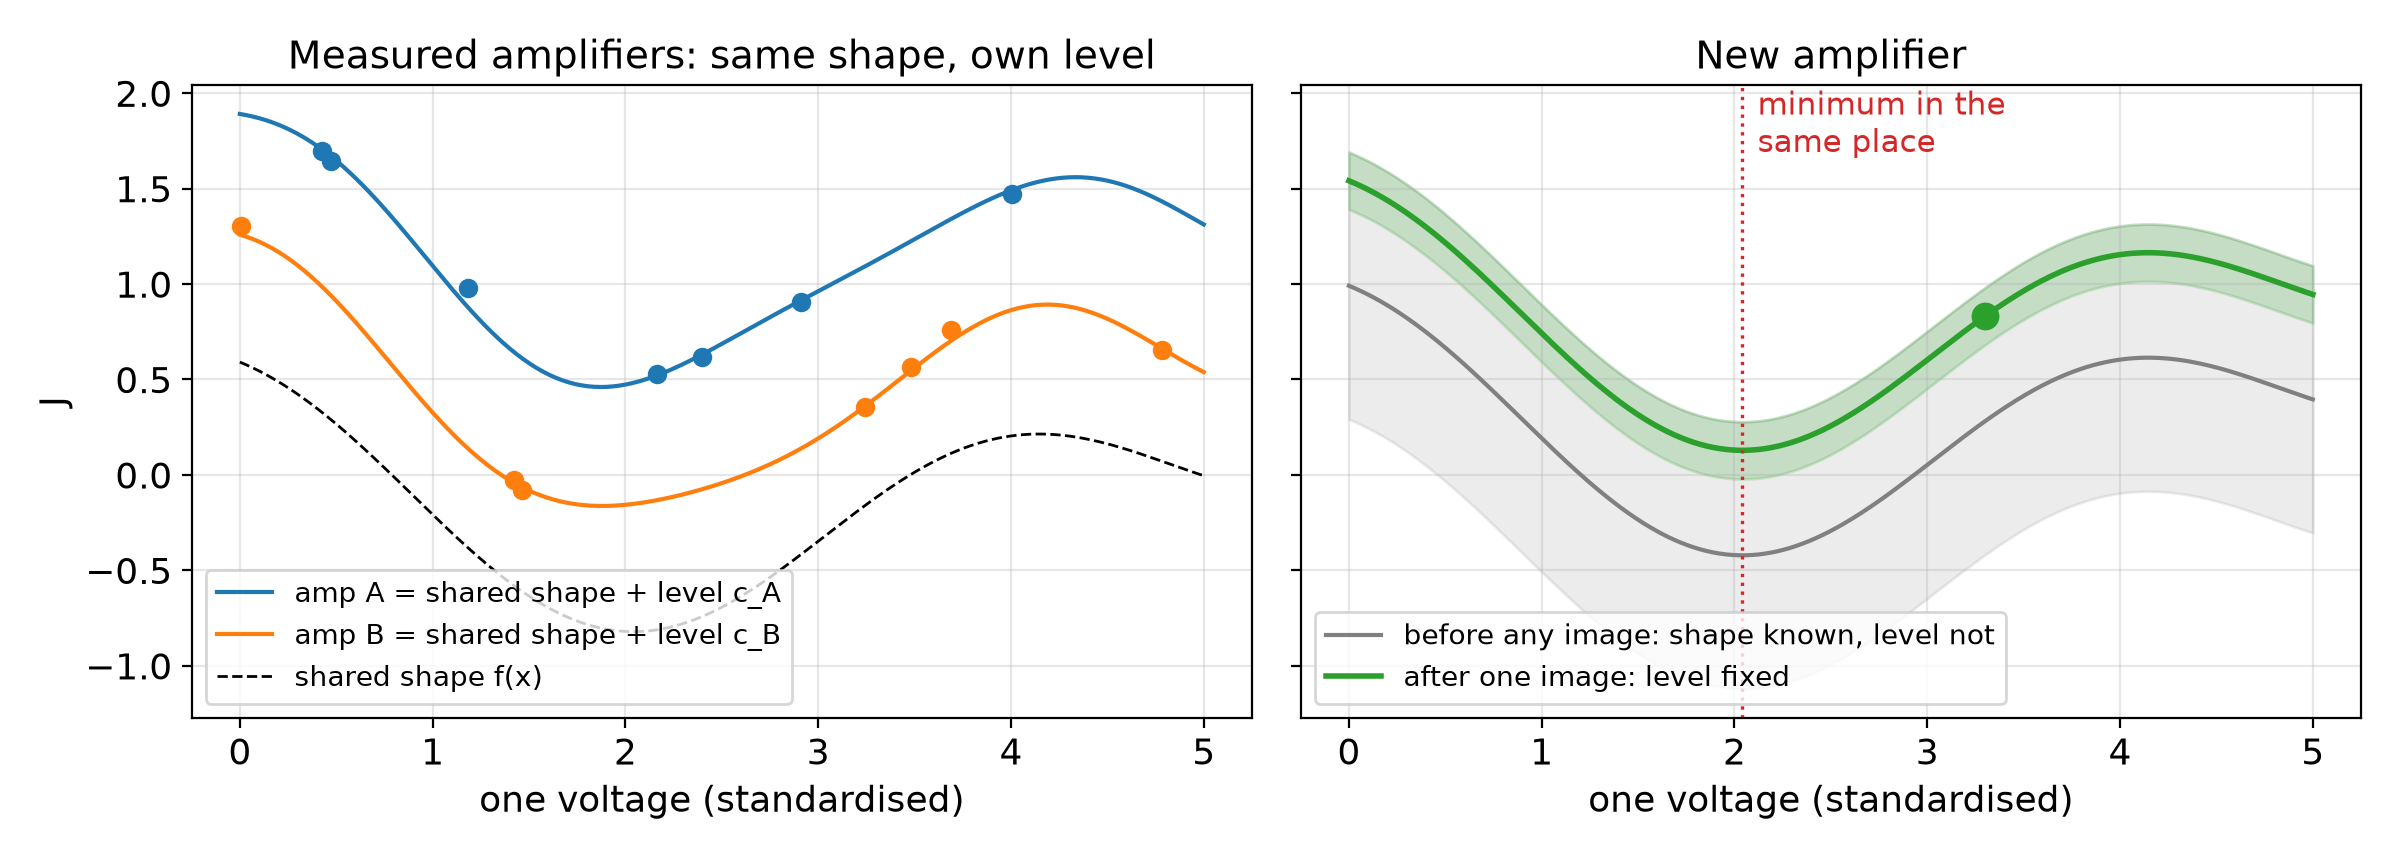 Measured amplifiers: same shape, own level
2.0
1.5
1.0
0.5
0.0
−0.5
−1.0
J
amp A = shared shape + level c_A
amp B = shared shape + level c_B
shared shape f(x)
0 1 2 3 4 5
one voltage (standardised)
New amplifier
minimum in the
same place
before any image: shape known, level not
after one image: level fixed
0 1 2 3 4 5
one voltage (standardised)